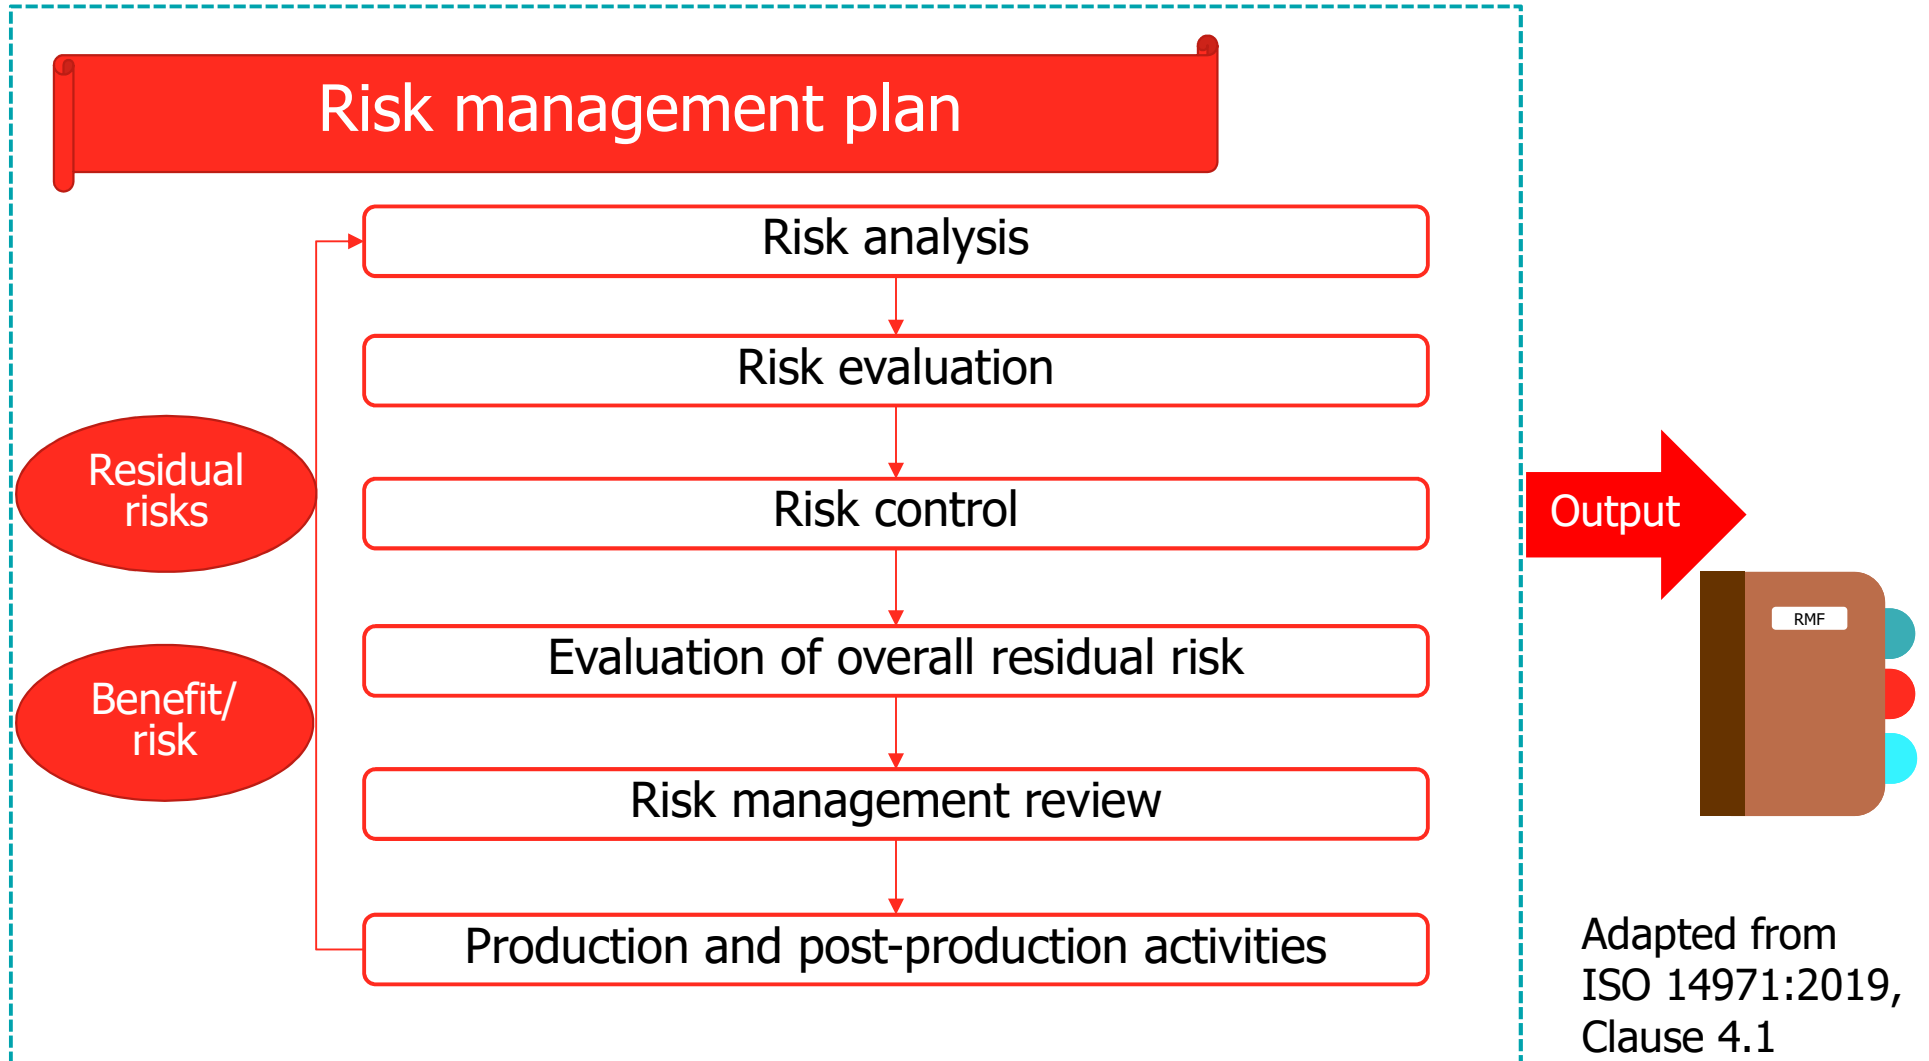 Risk management plan
Risk analysis
Risk evaluation
Residual
risks
Risk control
Output
RMF
Evaluation of overall residual risk
Benefit/
risk
Risk management review
Production and post-production activities
Adapted from
ISO 14971:2019,
Clause 4.1